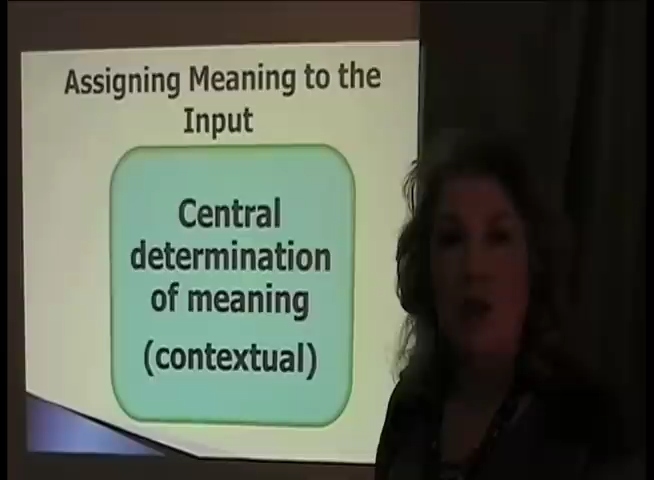 Assigning Meaning to the
Input
Central
determination
of meaning
(contextual)